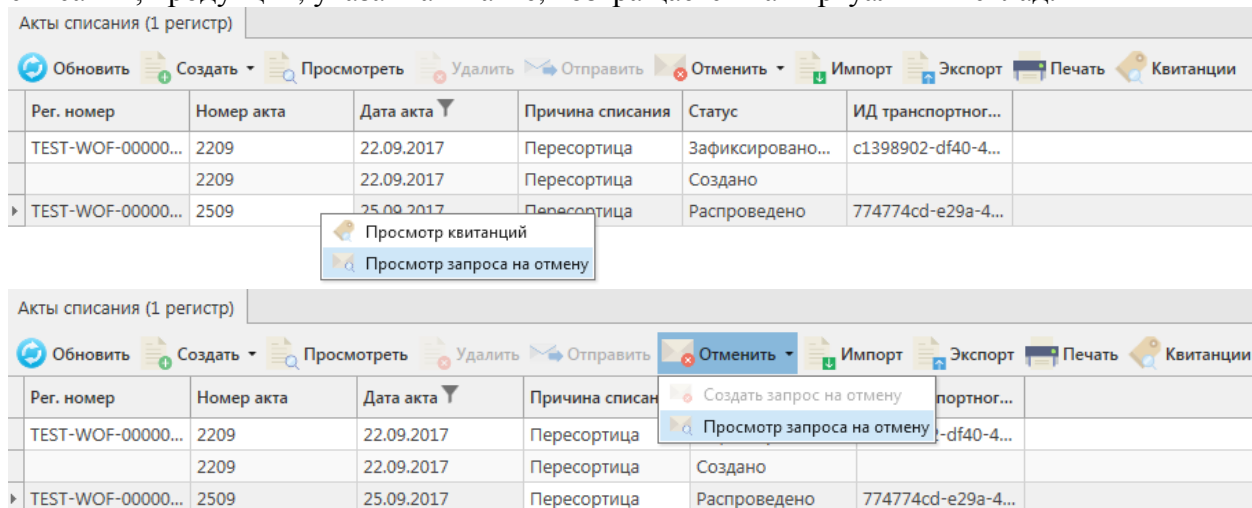 Акты списания (1 регистр)
Обновить Создать Просмотреть Удалить Отправить Отменить Импорт Экспорт Печать Квитанции
Рег. номер Номер акта Дата акта Причина списания Статус ИД транспортног...
TEST-WOF-00000... 2209 22.09.2017 Пересортица Зафиксировано... c1398902-df40-4...
2209 22.09.2017 Пересортица Создано
TEST-WOF-00000... 2509 25.09.2017 Пересортица Распроведено 774774cd-e29a-4...
Просмотр квитанций
Просмотр запроса на отмену
Акты списания (1 регистр)
Обновить Создать Просмотреть Удалить Отправить Отменить Импорт Экспорт Печать Квитанции
Рег. номер Номер акта Дата акта Причина списан Создать запрос на отмену портног...
TEST-WOF-00000... 2209 22.09.2017 Пересортица Просмотр запроса на отмену -df40-4...
2209 22.09.2017 Пересортица Создано
TEST-WOF-00000... 2509 25.09.2017 Пересортица Распроведено 774774cd-e29a-4...